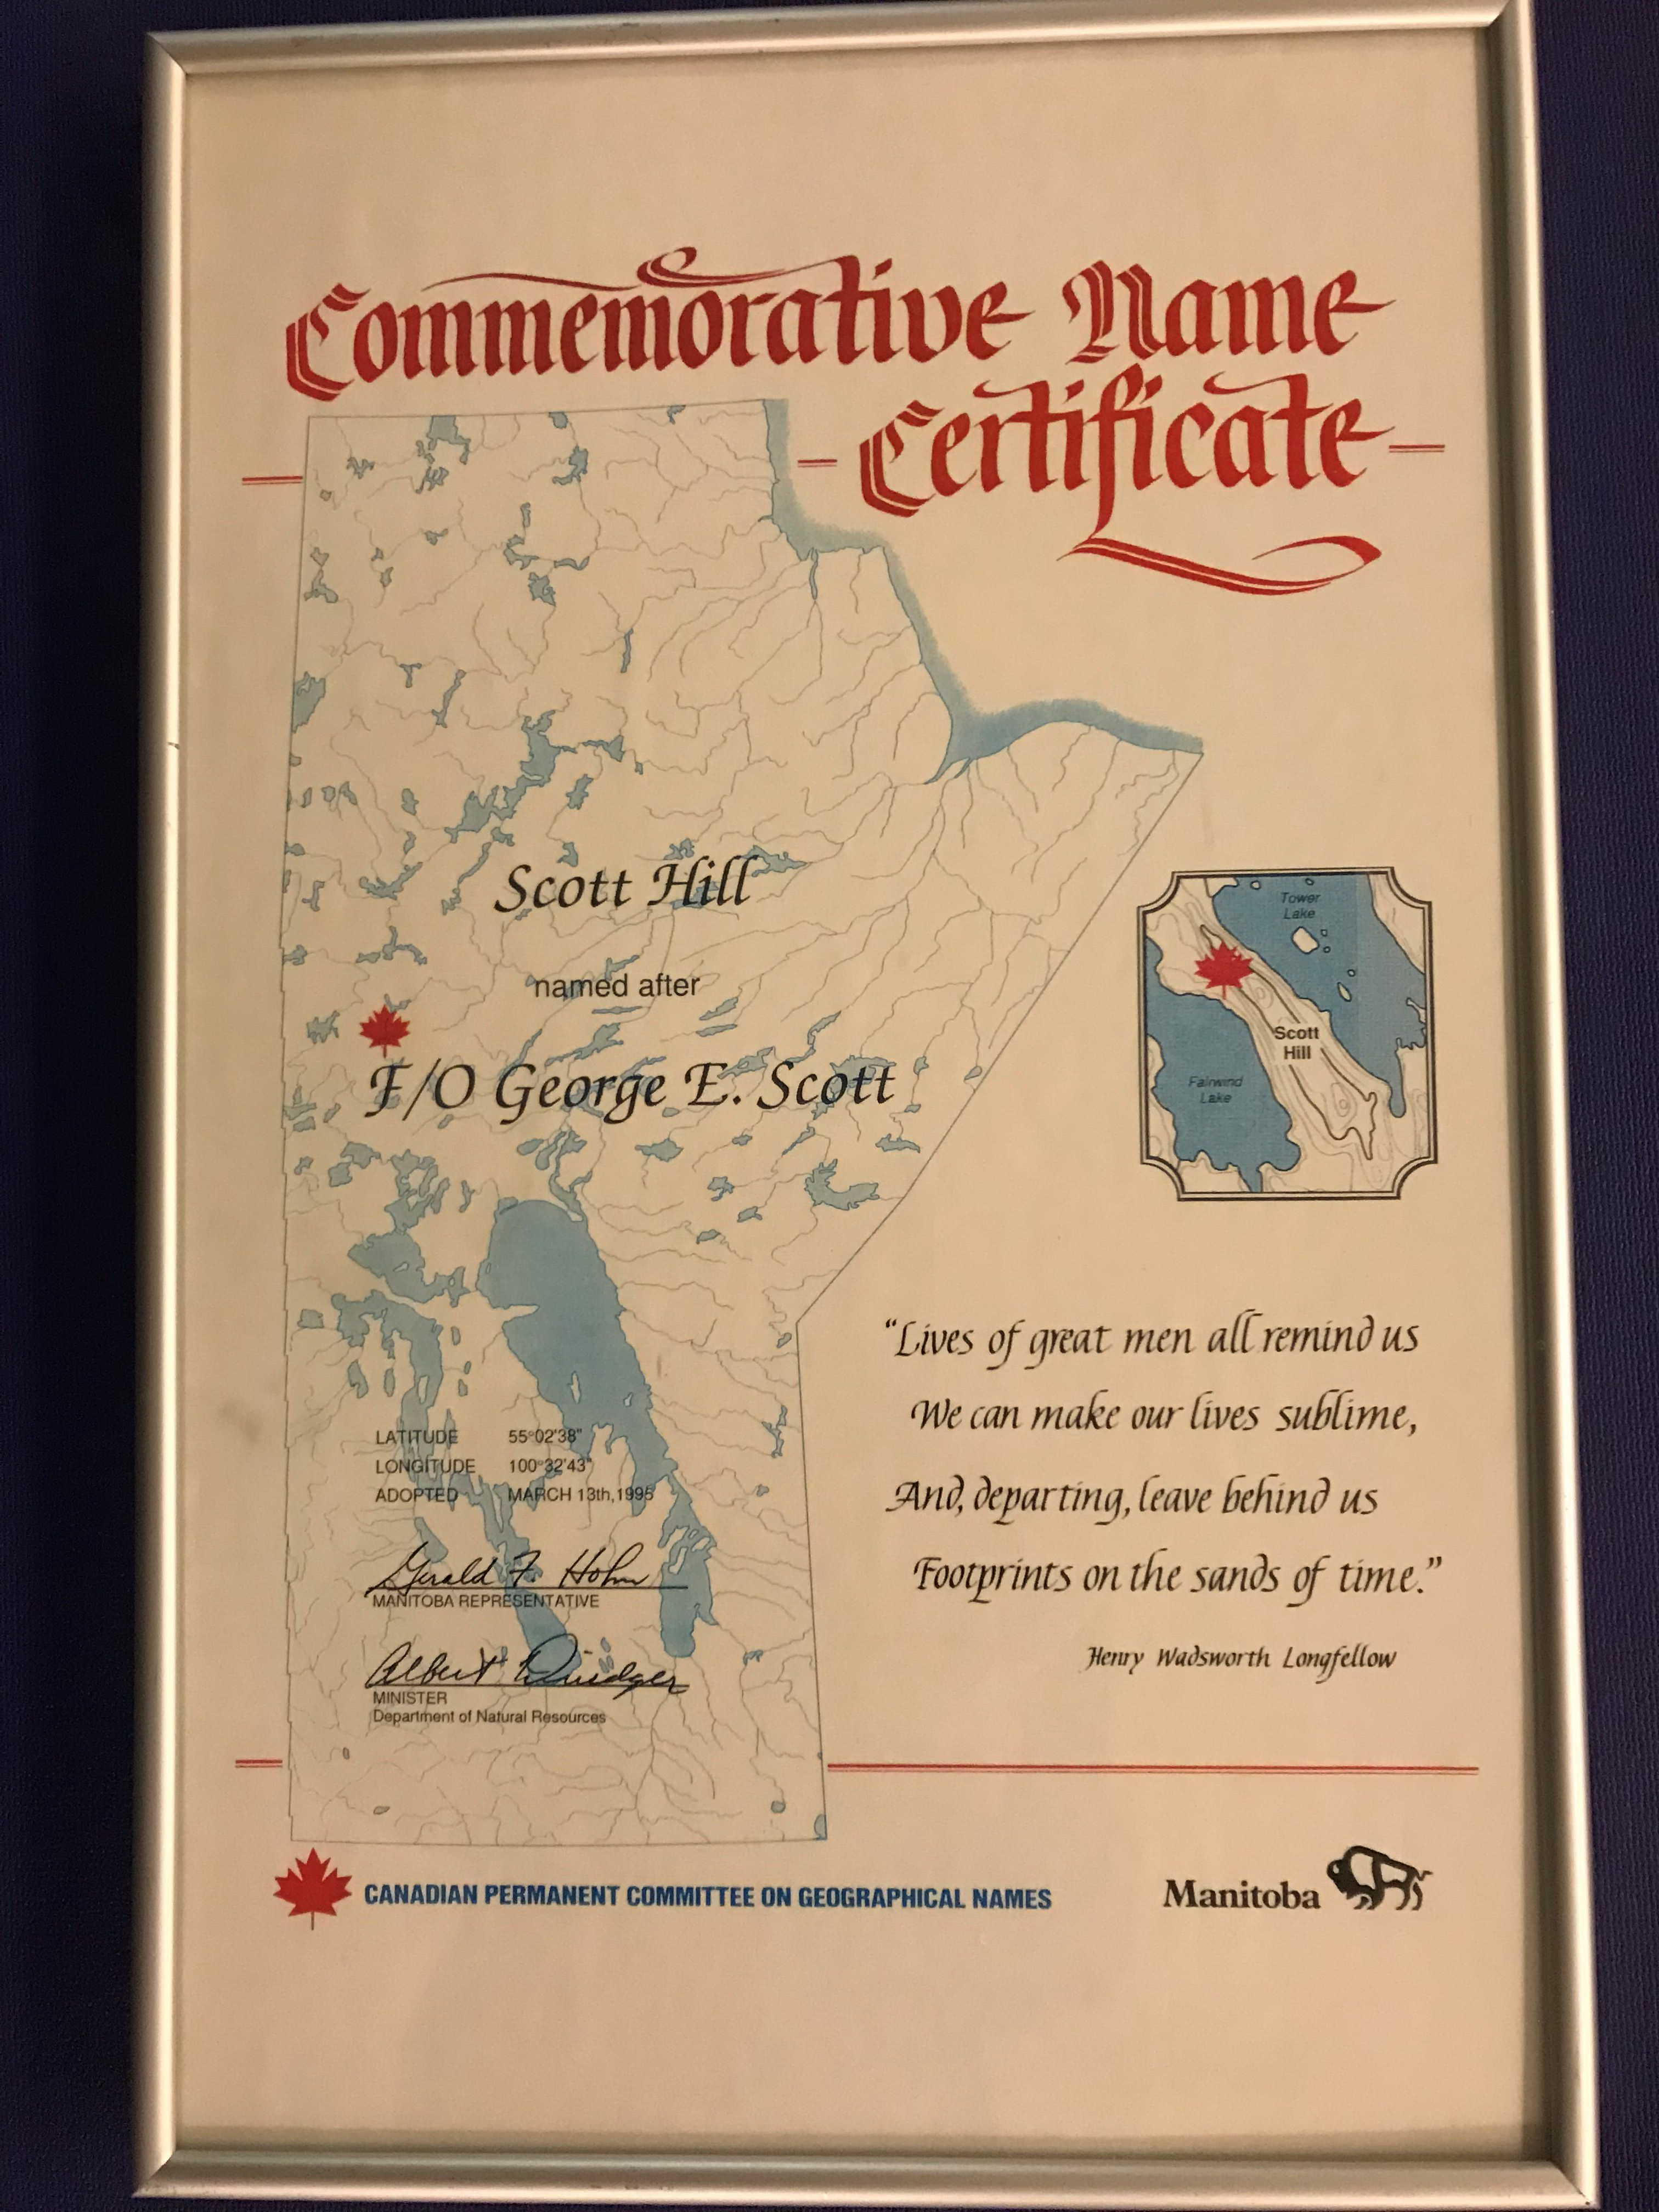 Commemorative Name
Certificate
Scott Hill
named after
F/O George E. Scott
Tower
Lake
Scott
Hill
Fairwind
Lake
"Lives of great men all remind us
We can make our lives sublime,
And, departing, leave behind us
Footprints on the sands of time."
Henry Wadsworth Longfellow
LATITUDE 55°02'38"
LONGITUDE 100°32'43"
ADOPTED MARCH 13th, 1995
Gerald F. Holm
MANITOBA REPRESENTATIVE
Albert Driedger
MINISTER
Department of Natural Resources
CANADIAN PERMANENT COMMITTEE ON GEOGRAPHICAL NAMES
Manitoba